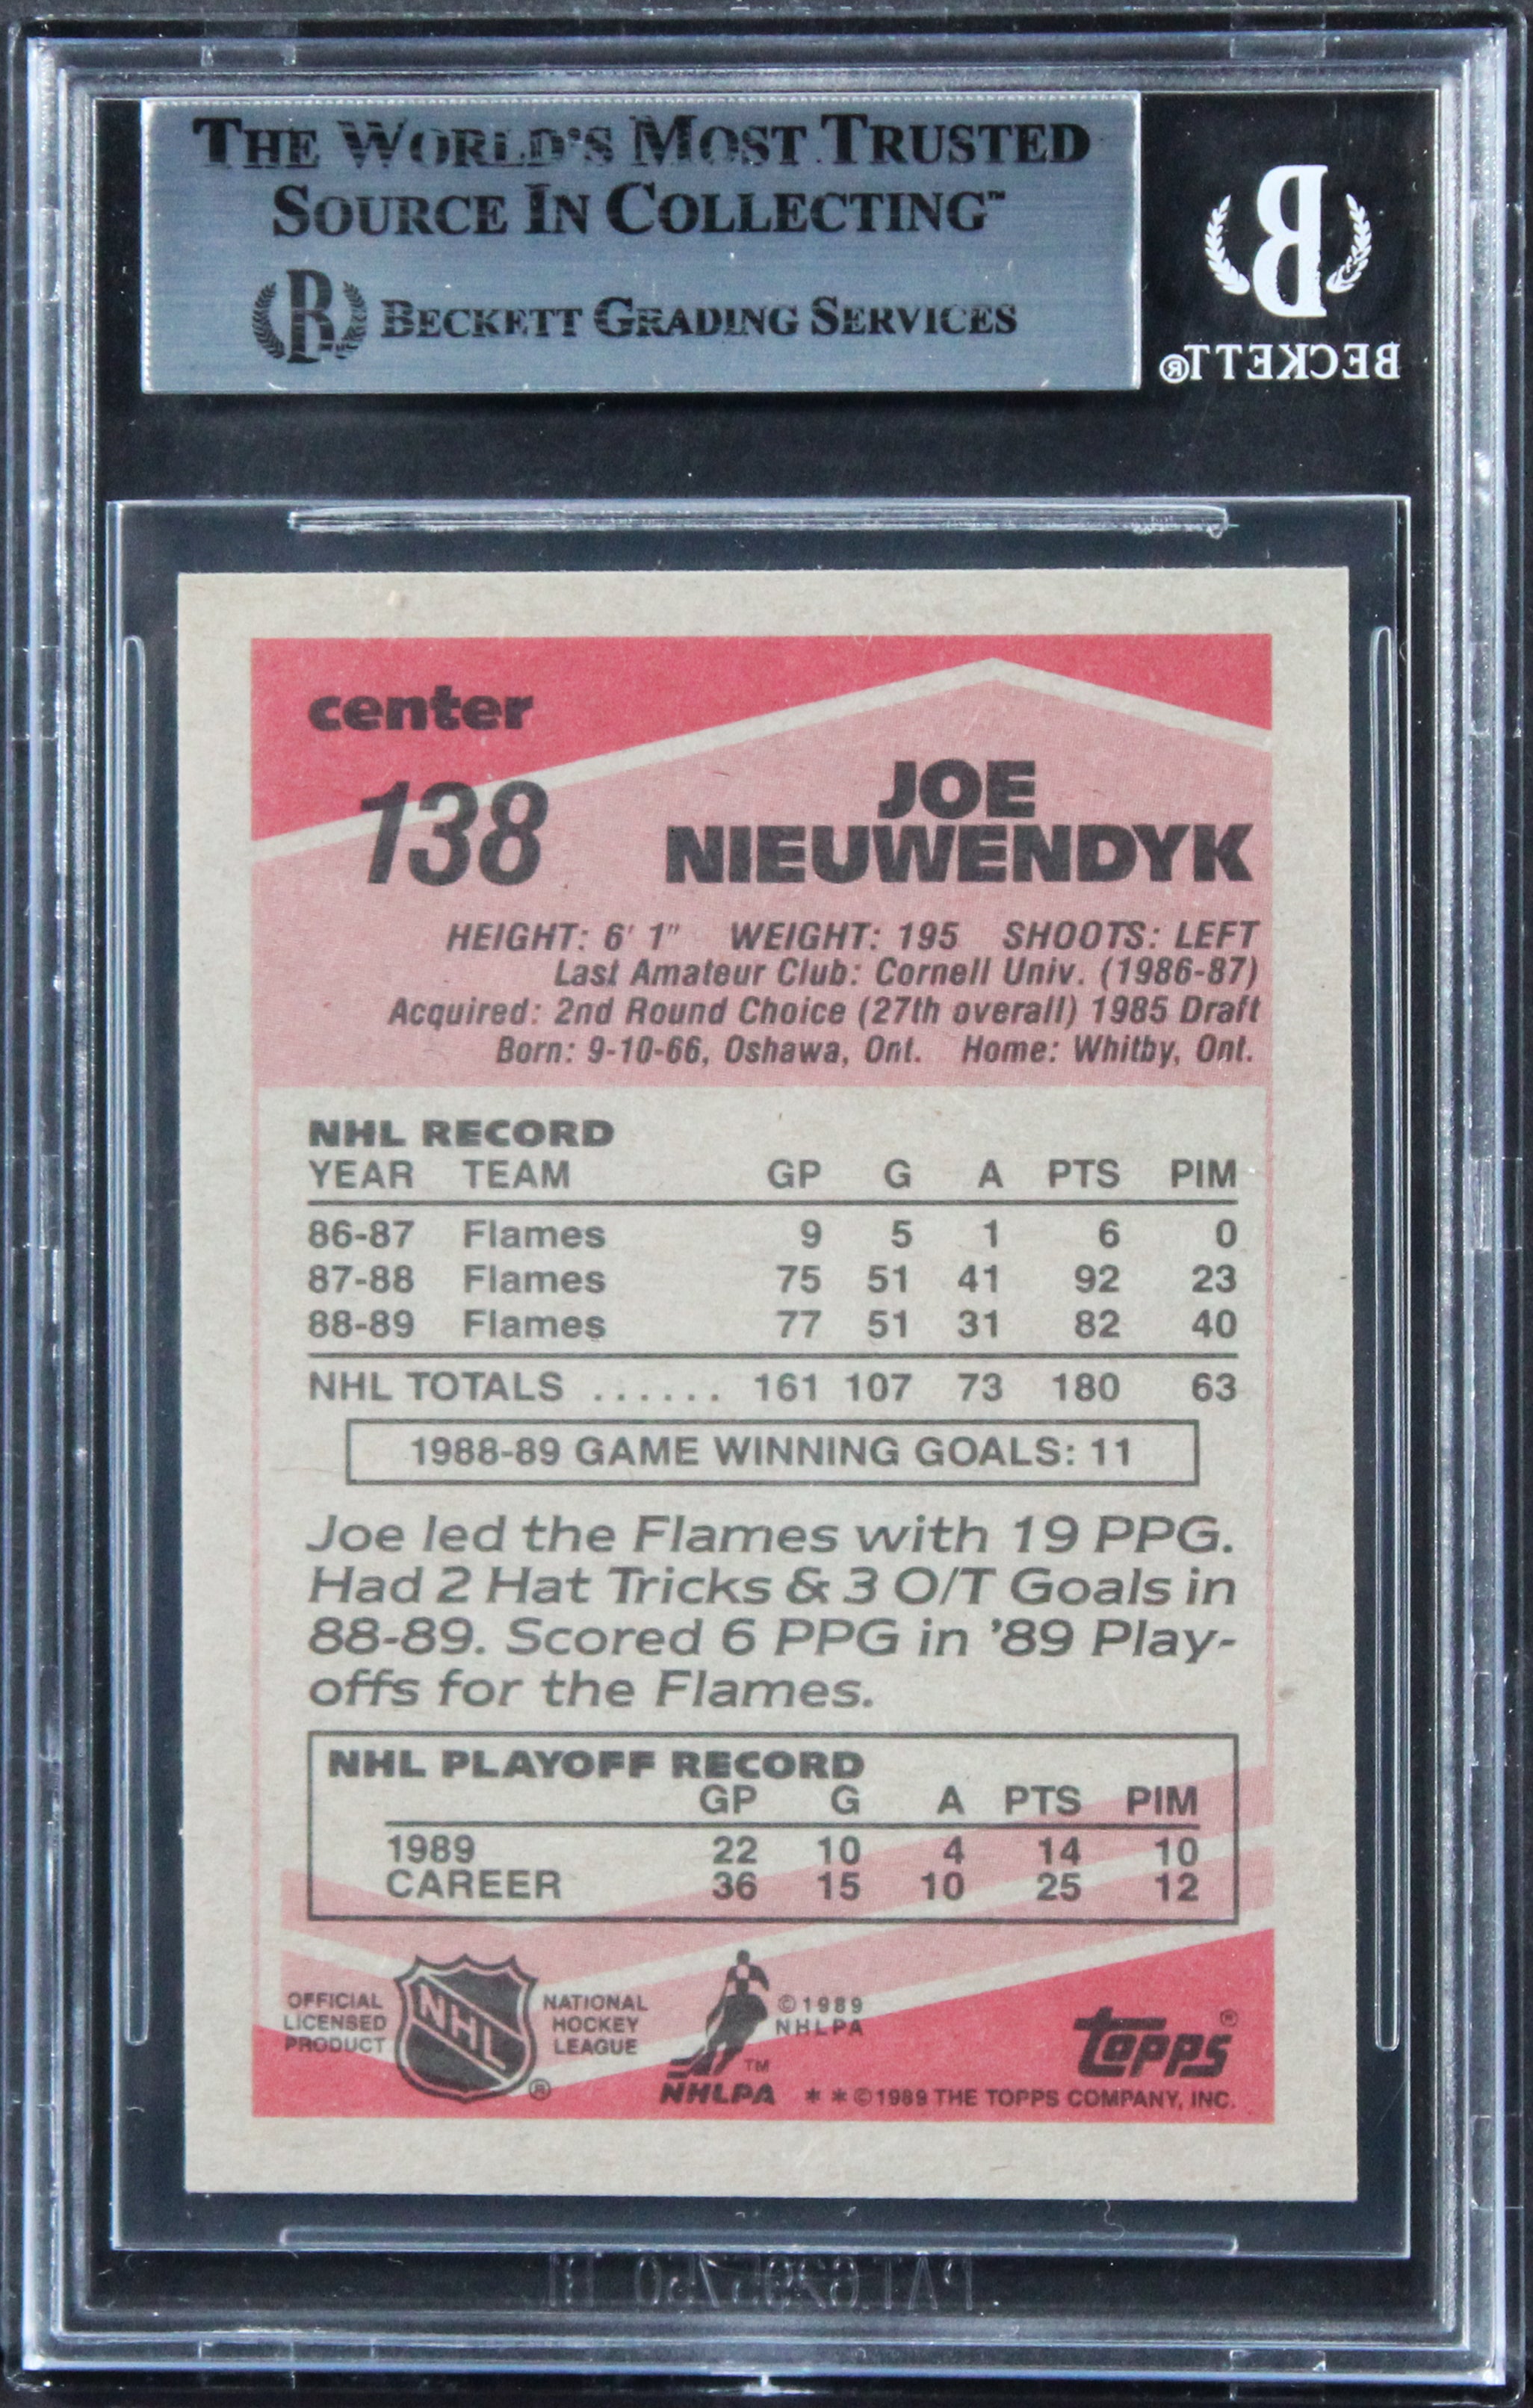 THE WORLD'S MOST TRUSTED
SOURCE IN COLLECTING™
BECKETT GRADING SERVICES
B
BECKETT®
center
138
JOE
NIEUWENDYK
HEIGHT: 6' 1" WEIGHT: 195 SHOOTS: LEFT
Last Amateur Club: Cornell Univ. (1986-87)
Acquired: 2nd Round Choice (27th overall) 1985 Draft
Born: 9-10-66, Oshawa, Ont. Home: Whitby, Ont.
NHL RECORD
YEAR TEAM GP G A PTS PIM
86-87 Flames 9 5 1 6 0
87-88 Flames 75 51 41 92 23
88-89 Flames 77 51 31 82 40
NHL TOTALS ...... 161 107 73 180 63
1988-89 GAME WINNING GOALS: 11
Joe led the Flames with 19 PPG.
Had 2 Hat Tricks & 3 O/T Goals in
88-89. Scored 6 PPG in '89 Play-
offs for the Flames.
NHL PLAYOFF RECORD
GP G A PTS PIM
1989 22 10 4 14 10
CAREER 36 15 10 25 12
OFFICIAL
LICENSED
PRODUCT
NHL
®
NATIONAL
HOCKEY
LEAGUE
©1989
NHLPA
TM
NHLPA
topps®
* * ©1989 THE TOPPS COMPANY, INC.